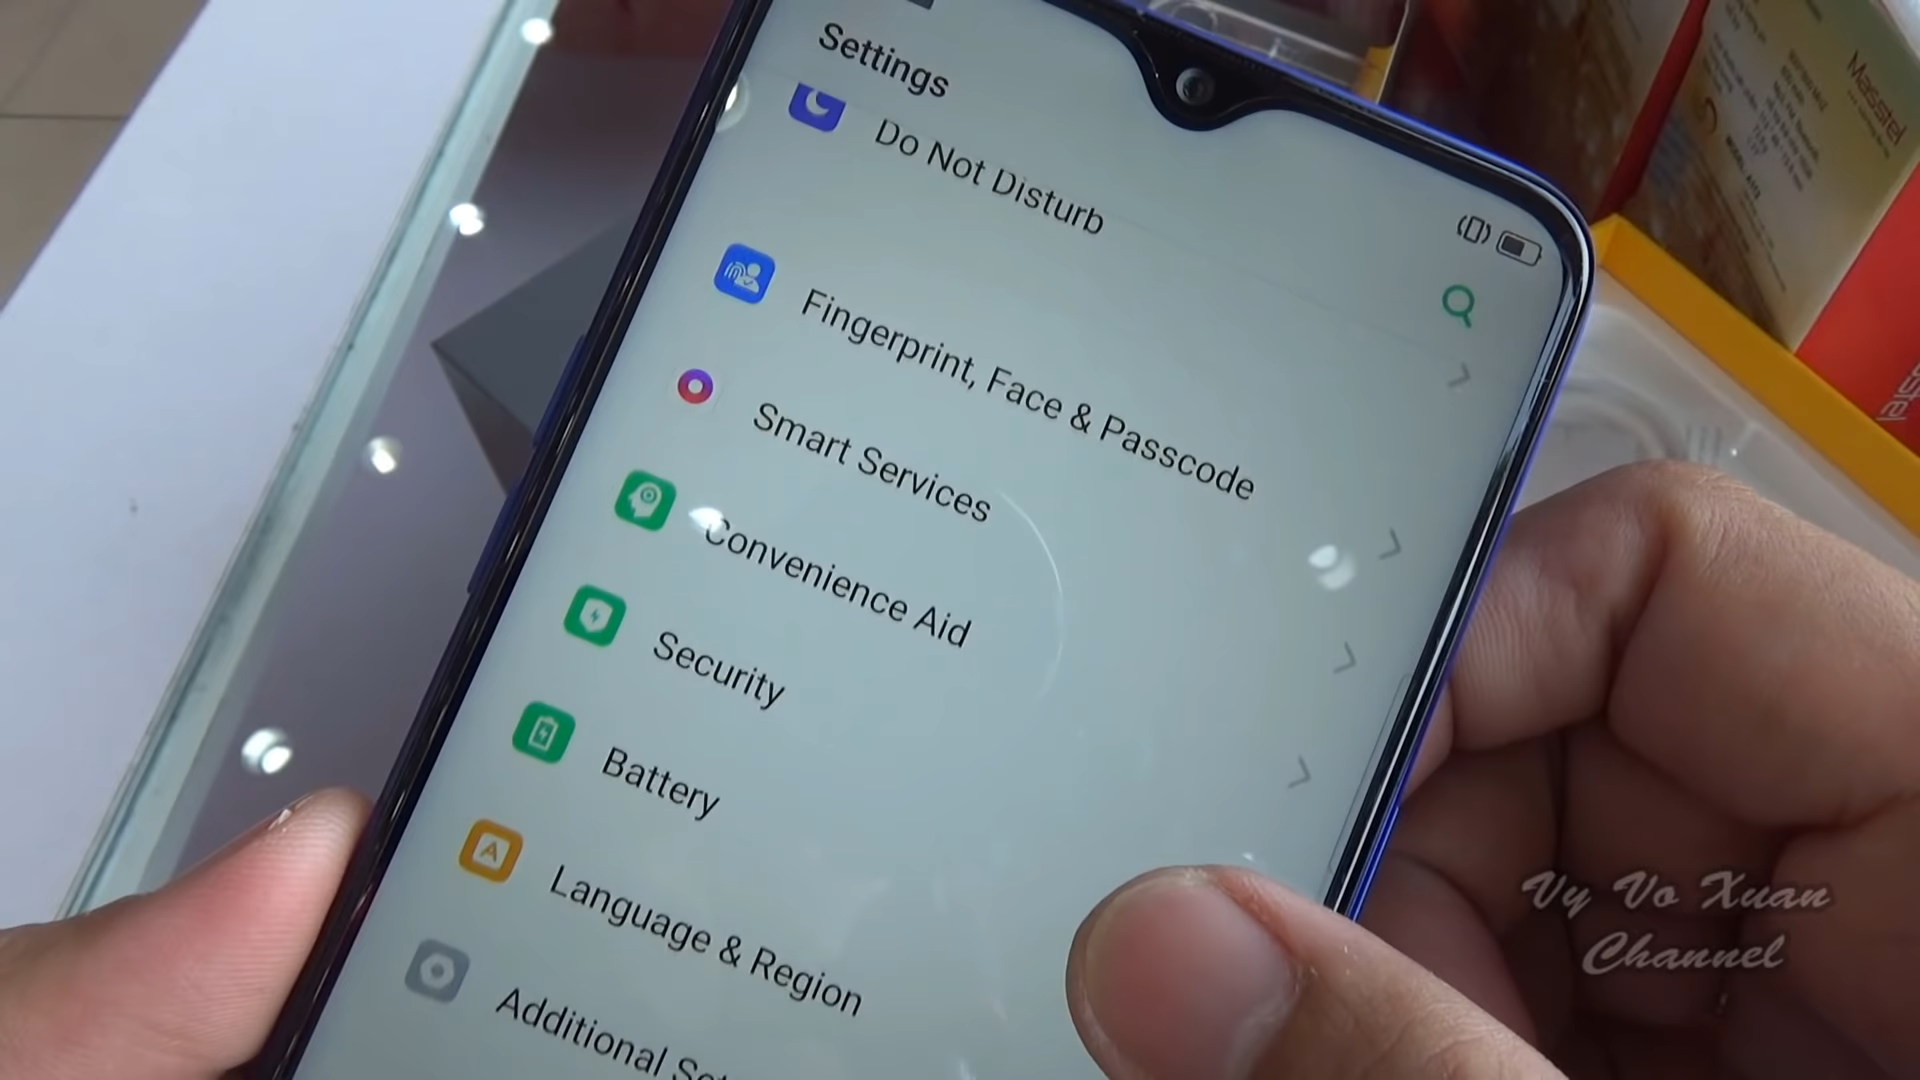 Settings
Do Not Disturb
Fingerprint, Face & Passcode
Smart Services
Convenience Aid
Security
Battery
Language & Region
Additional
Masstel
Vy Vo Xuan
Channel